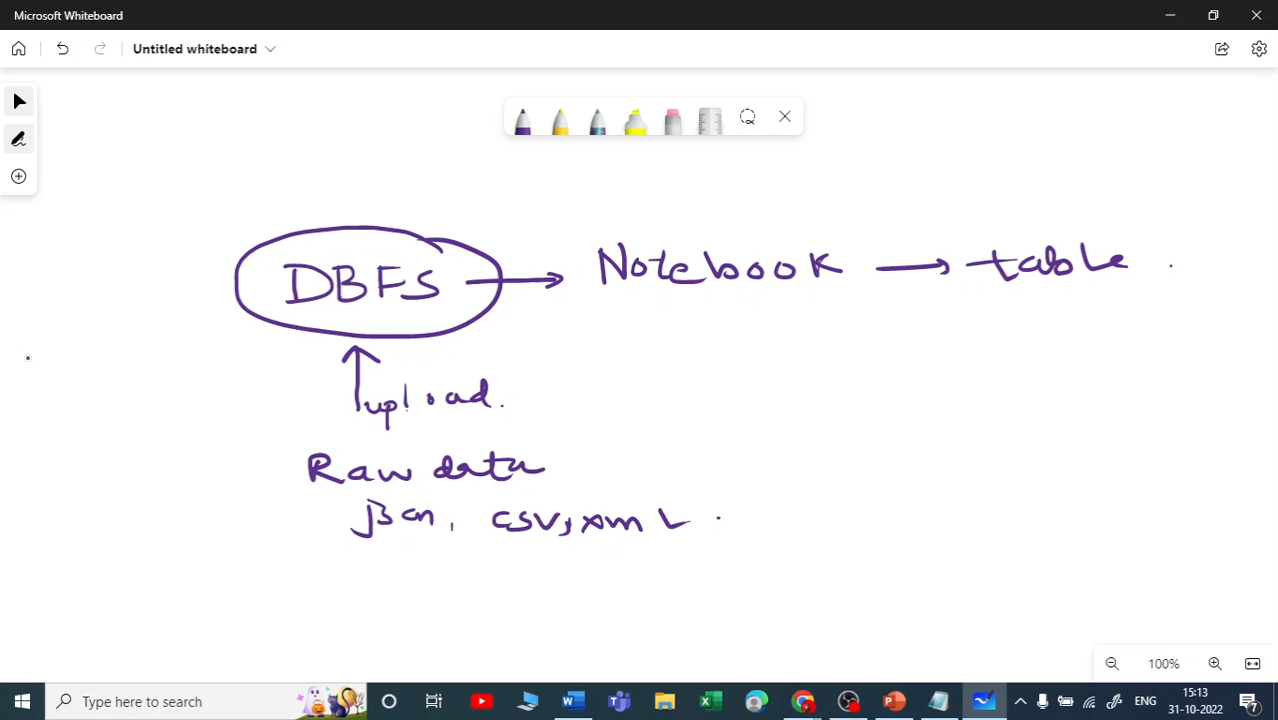 Microsoft Whiteboard
Untitled whiteboard
DBFS → Notebook → table
upload.
Raw data
json, csv, xml
100%
Type here to search
ENG
15:13
31-10-2022
7